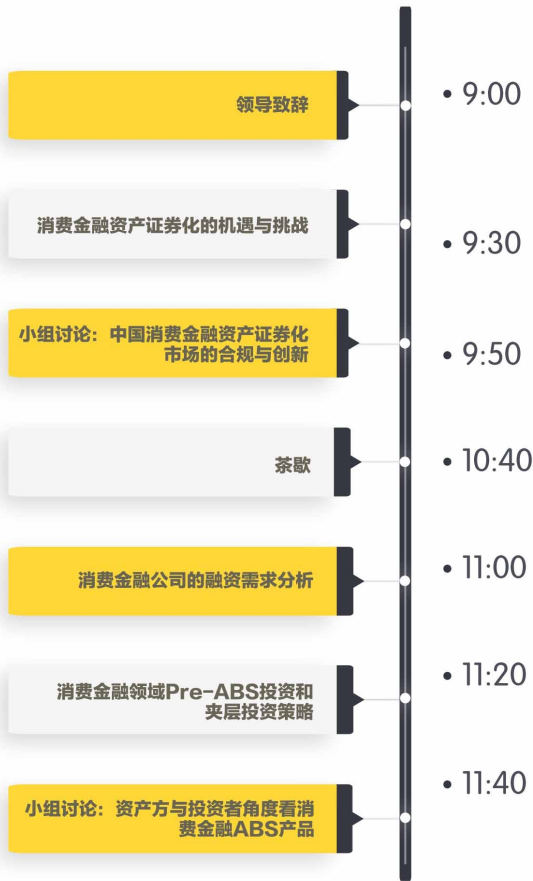 领导致辞
• 9:00
消费金融资产证券化的机遇与挑战
• 9:30
小组讨论：中国消费金融资产证券化
市场的合规与创新
• 9:50
茶歇
• 10:40
消费金融公司的融资需求分析
• 11:00
消费金融领域Pre-ABS投资和
夹层投资策略
• 11:20
小组讨论：资产方与投资者角度看消
费金融ABS产品
• 11:40